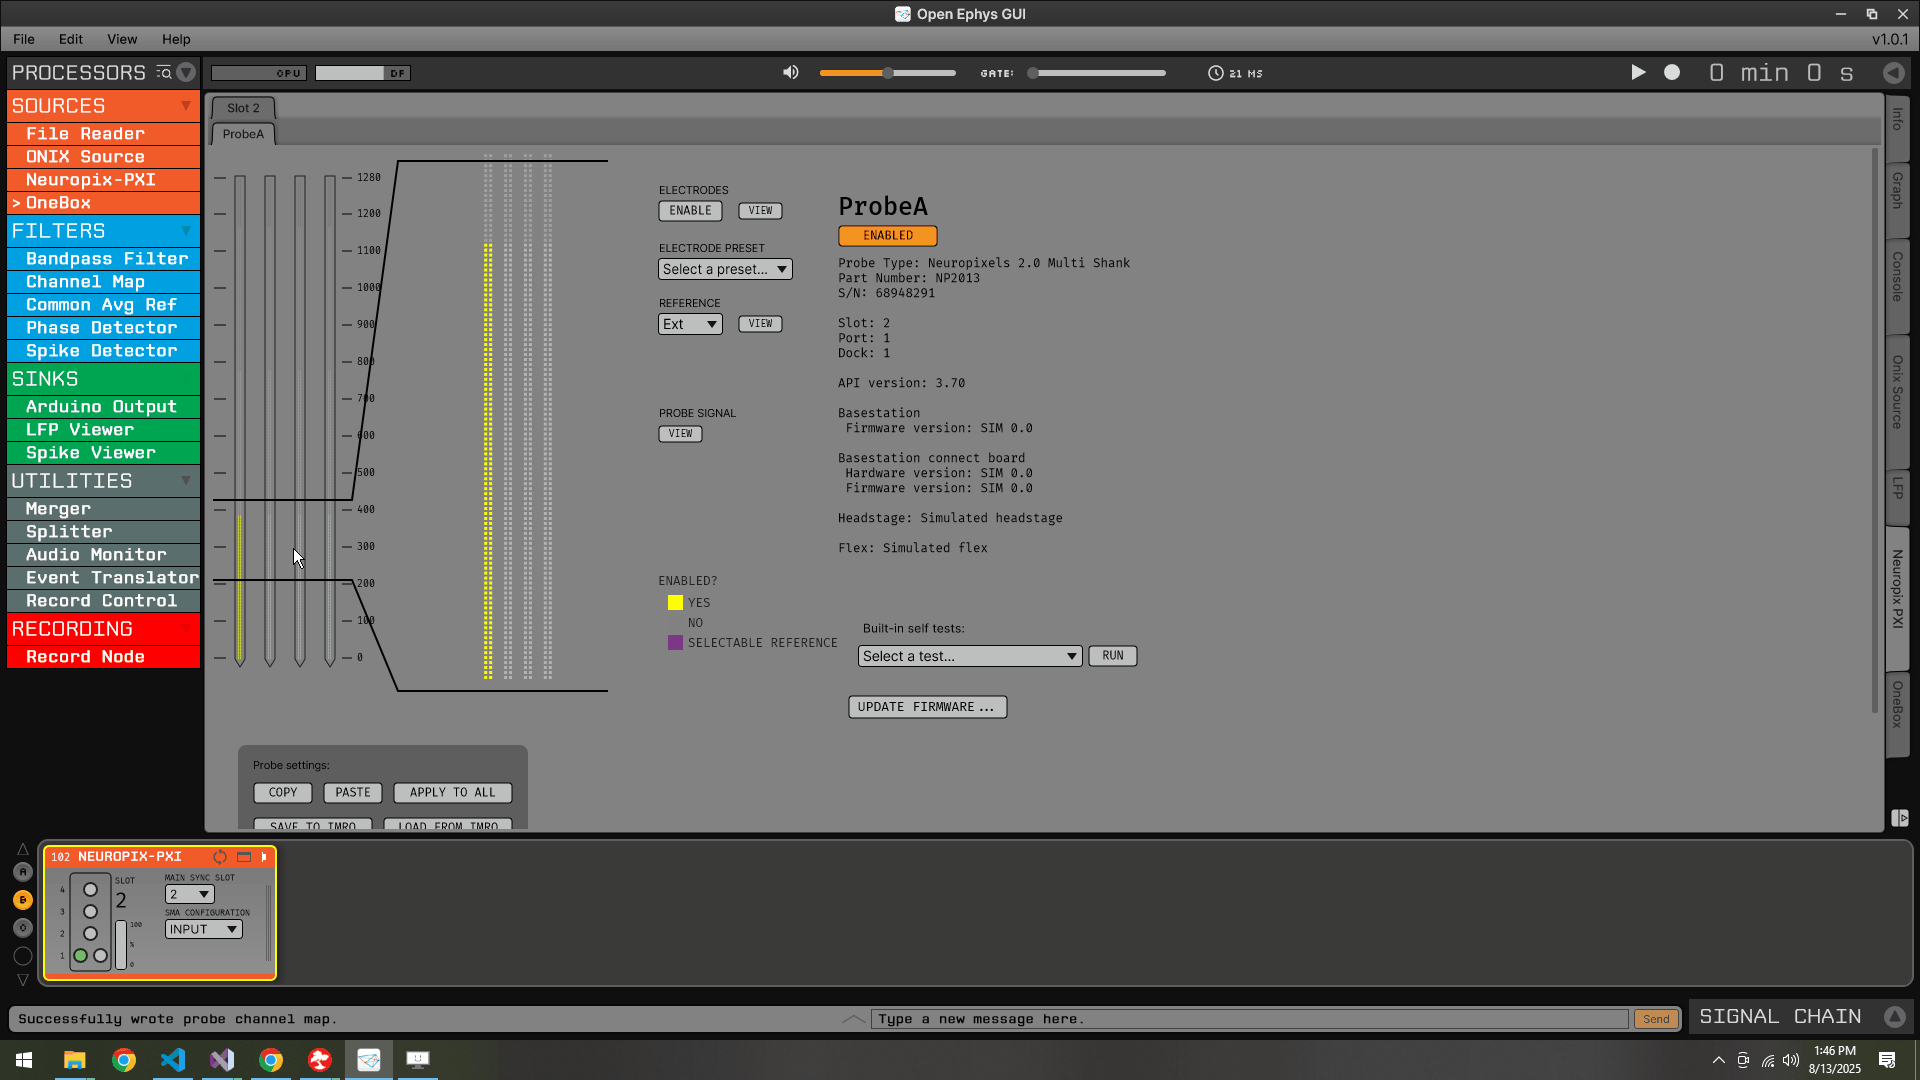 Open Ephys GUI
File Edit View Help
v1.0.1
PROCESSORS
CPU
DF
GATE:
21 MS
0 min 0 s
SOURCES
File Reader
ONIX Source
Neuropix-PXI
> OneBox
FILTERS
Bandpass Filter
Channel Map
Common Avg Ref
Phase Detector
Spike Detector
SINKS
Arduino Output
LFP Viewer
Spike Viewer
UTILITIES
Merger
Splitter
Audio Monitor
Event Translator
Record Control
RECORDING
Record Node
Slot 2
ProbeA
1280
1200
1100
1000
900
800
700
600
500
400
300
200
100
0
ELECTRODES
ENABLE VIEW
ELECTRODE PRESET
Select a preset...
REFERENCE
Ext VIEW
PROBE SIGNAL
VIEW
ENABLED?
YES
NO
SELECTABLE REFERENCE
ProbeA
ENABLED
Probe Type: Neuropixels 2.0 Multi Shank
Part Number: NP2013
S/N: 68948291
Slot: 2
Port: 1
Dock: 1
API version: 3.70
Basestation
Firmware version: SIM 0.0
Basestation connect board
Hardware version: SIM 0.0
Firmware version: SIM 0.0
Headstage: Simulated headstage
Flex: Simulated flex
Built-in self tests:
Select a test... RUN
UPDATE FIRMWARE...
Probe settings:
COPY PASTE APPLY TO ALL
SAVE TO IMRO LOAD FROM IMRO
Info
Graph
Console
Onix Source
LFP
Neuropix PXI
OneBox
A
B
C
102 NEUROPIX-PXI
4
3
2
1
SLOT
2
100
%
0
MAIN SYNC SLOT
2
SMA CONFIGURATION
INPUT
Successfully wrote probe channel map.
Type a new message here.
Send
SIGNAL CHAIN
1:46 PM
8/13/2025